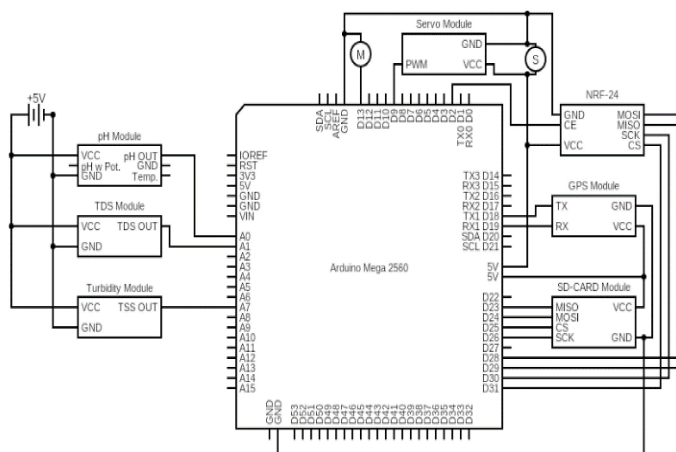 +5V
pH Module
VCC
pH OUT
pH w Pot.
GND
GND
Temp.
TDS Module
VCC
TDS OUT
GND
Turbidity Module
VCC
TSS OUT
GND
Servo Module
GND
PWM
VCC
M
S
NRF-24
GND
MOSI
CE
MISO
SCK
VCC
CS
GPS Module
TX
GND
RX
VCC
SD-CARD Module
MISO
VCC
MOSI
CS
SCK
GND
Arduino Mega 2560
SDA
SCL
AREF
GND
D13
D12
D11
D10
D9
D8
D7
D6
D5
D4
D3
D2
TX0 D1
RX0 D0
IOREF
RST
3V3
5V
GND
GND
VIN
A0
A1
A2
A3
A4
A5
A6
A7
A8
A9
A10
A11
A12
A13
A14
A15
TX3 D14
RX3 D15
TX2 D16
RX2 D17
TX1 D18
RX1 D19
SDA D20
SCL D21
5V
5V
D22
D23
D24
D25
D26
D27
D28
D29
D30
D31
GND
GND
D53
D52
D51
D50
D49
D48
D47
D46
D45
D44
D43
D42
D41
D40
D39
D38
D37
D36
D35
D34
D33
D32